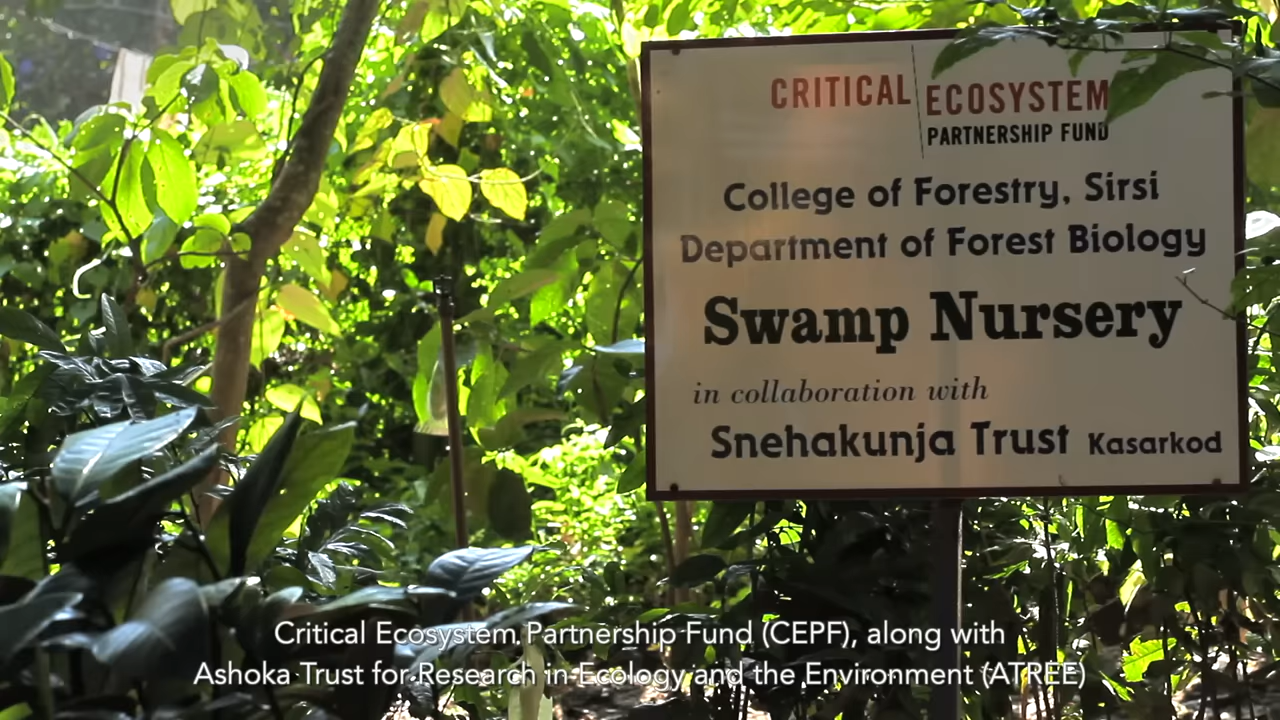 CRITICAL ECOSYSTEM
PARTNERSHIP FUND
College of Forestry, Sirsi
Department of Forest Biology
Swamp Nursery
in collaboration with
Snehakunja Trust Kasarkod
Critical Ecosystem Partnership Fund (CEPF), along with
Ashoka Trust for Research in Ecology and the Environment (ATREE)